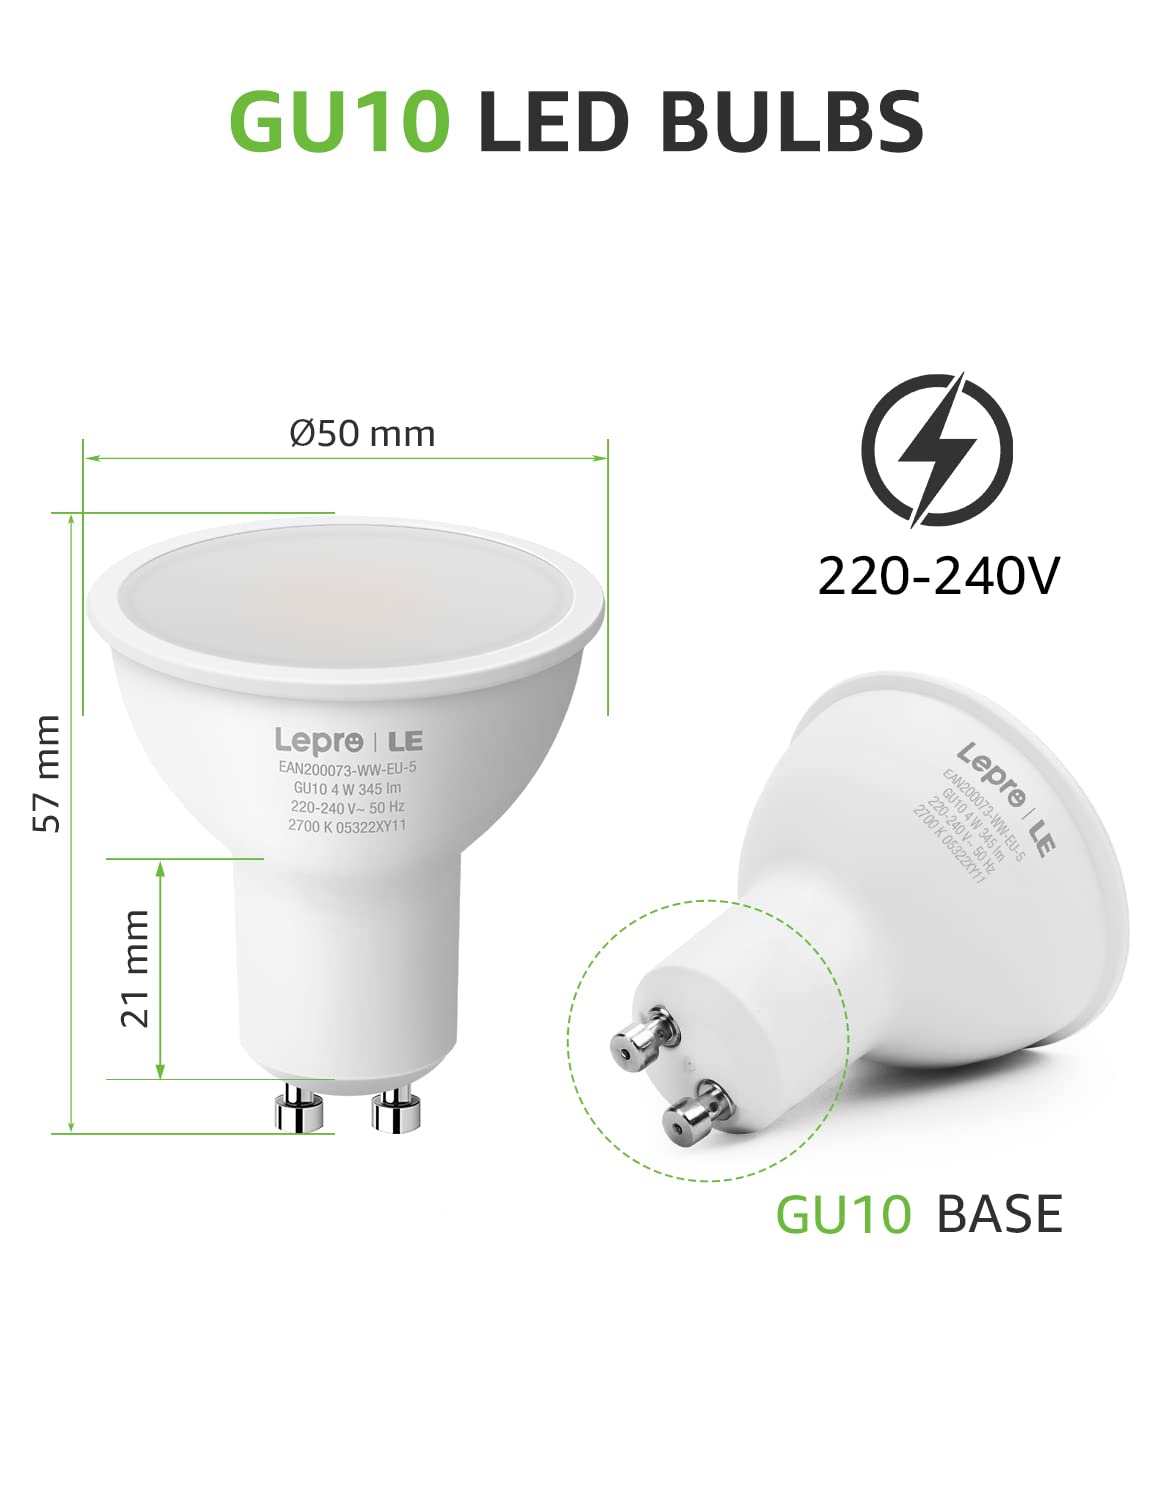 GU10 LED BULBS
Ø50 mm
220-240V
57 mm
Lepro | LE
EAN200073-WW-EU-5
GU10 4 W 345 lm
220-240 V~ 50 Hz
2700 K 05322XY11
21 mm
Lepro | LE
EAN200073-WW-EU-5
GU10 4 W 345 lm
220-240 V~ 50 Hz
2700 K 05322XY11
GU10 BASE